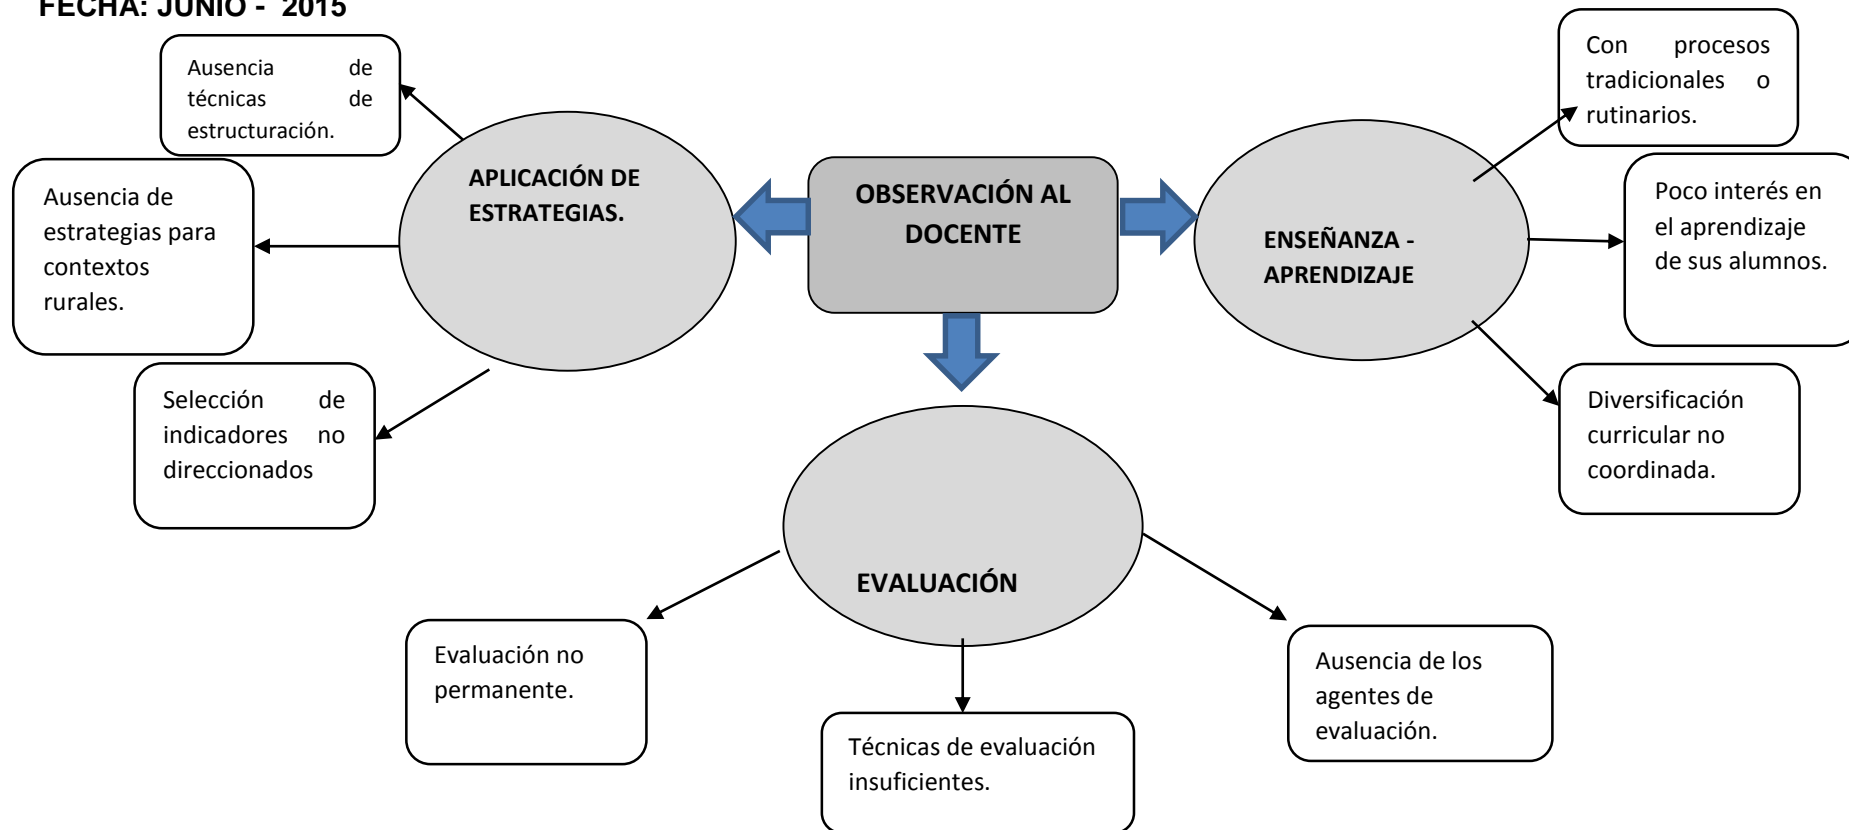 FECHA: JUNIO - 2015
Ausencia de
técnicas de
estructuración.
Ausencia de
estrategias para
contextos
rurales.
Selección de
indicadores no
direccionados
APLICACIÓN DE
ESTRATEGIAS.
OBSERVACIÓN AL
DOCENTE
ENSEÑANZA -
APRENDIZAJE
Con procesos
tradicionales o
rutinarios.
Poco interés en
el aprendizaje
de sus alumnos.
Diversificación
curricular no
coordinada.
EVALUACIÓN
Evaluación no
permanente.
Técnicas de evaluación
insuficientes.
Ausencia de los
agentes de
evaluación.